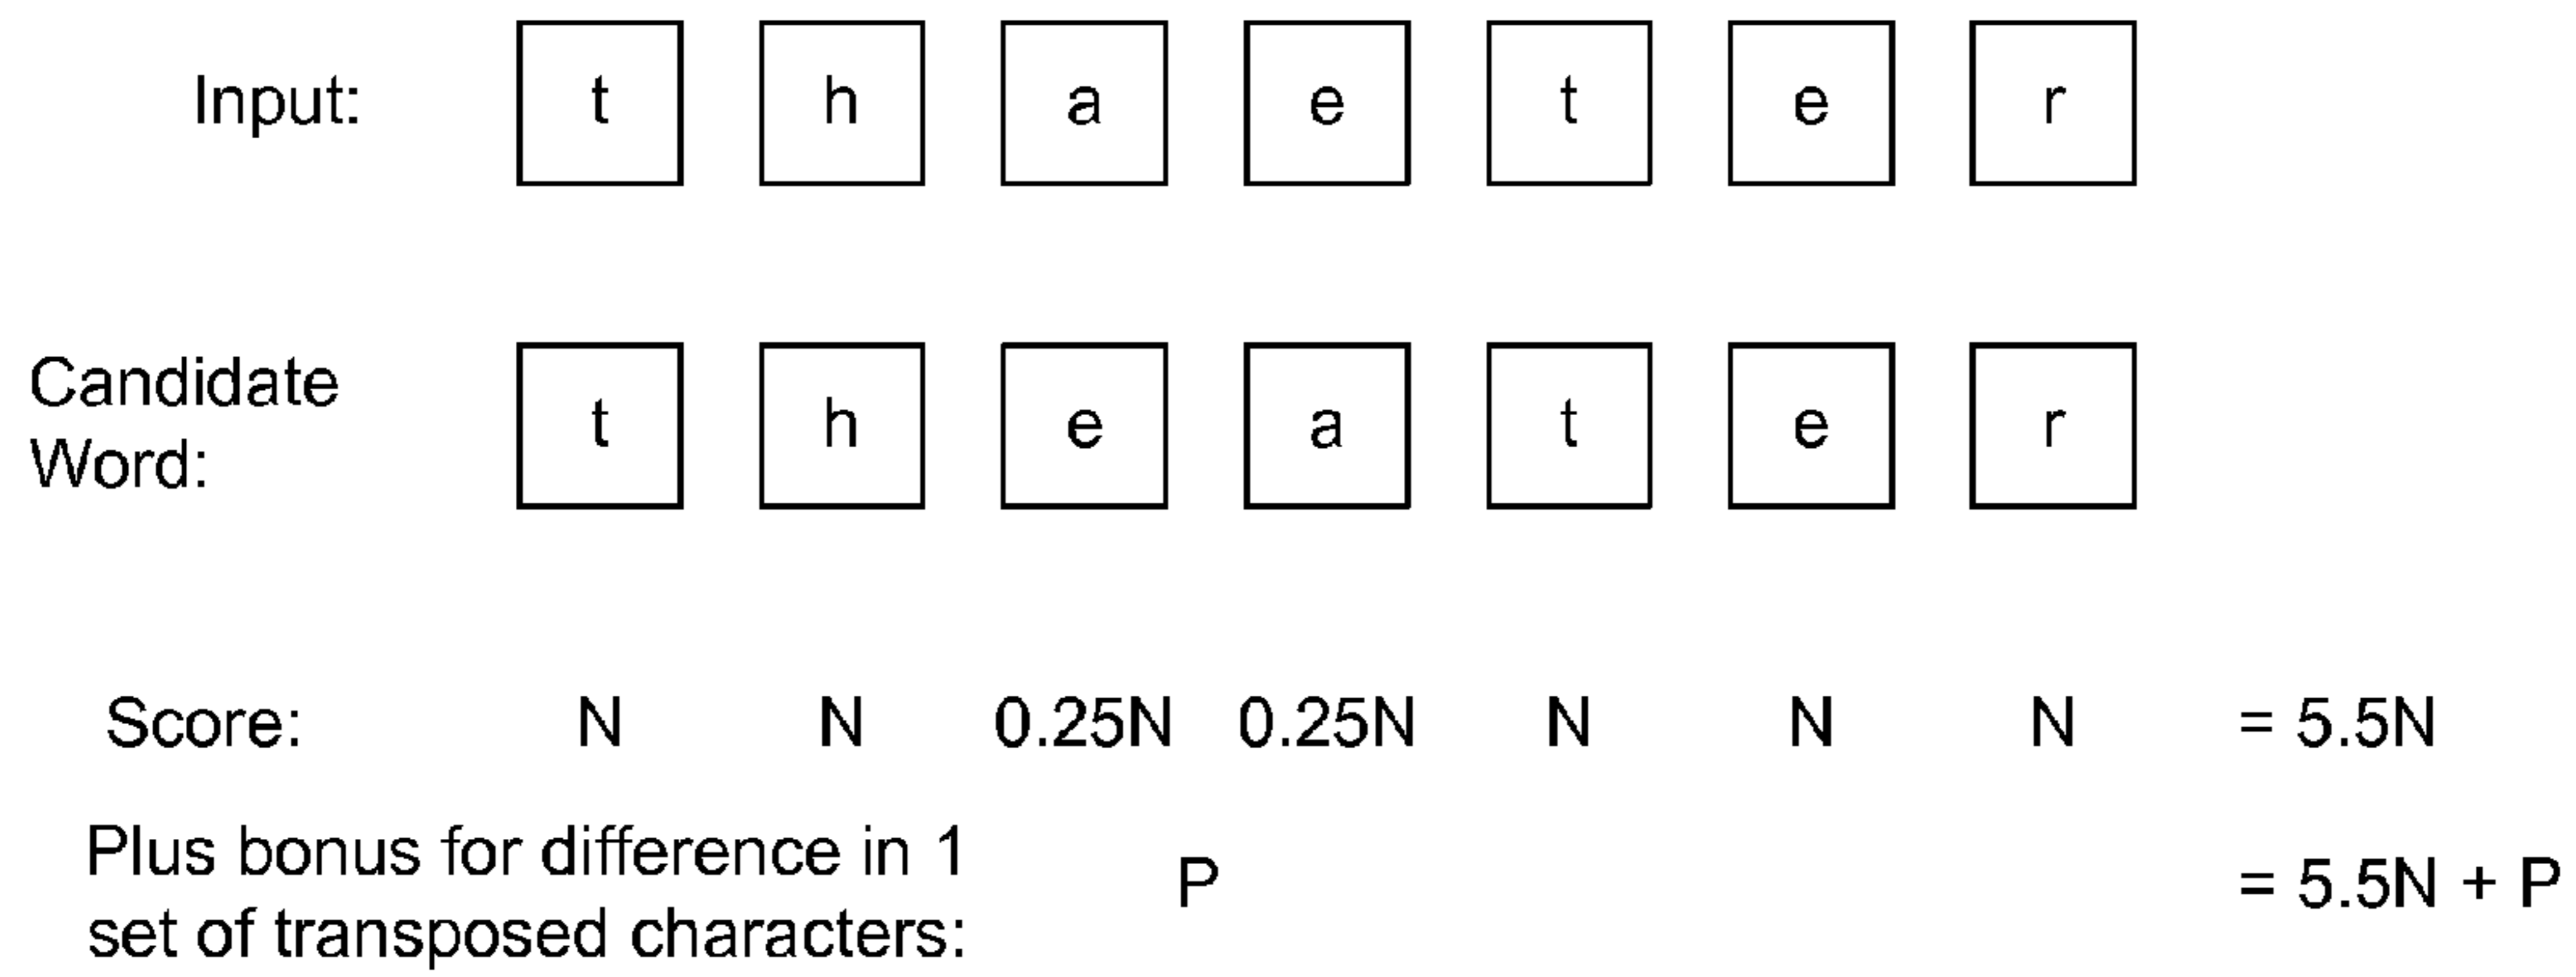 Input: t h a e t e r
Candidate
Word: t h e a t e r
Score: N N 0.25N 0.25N N N N = 5.5N
Plus bonus for difference in 1
set of transposed characters: P = 5.5N + P